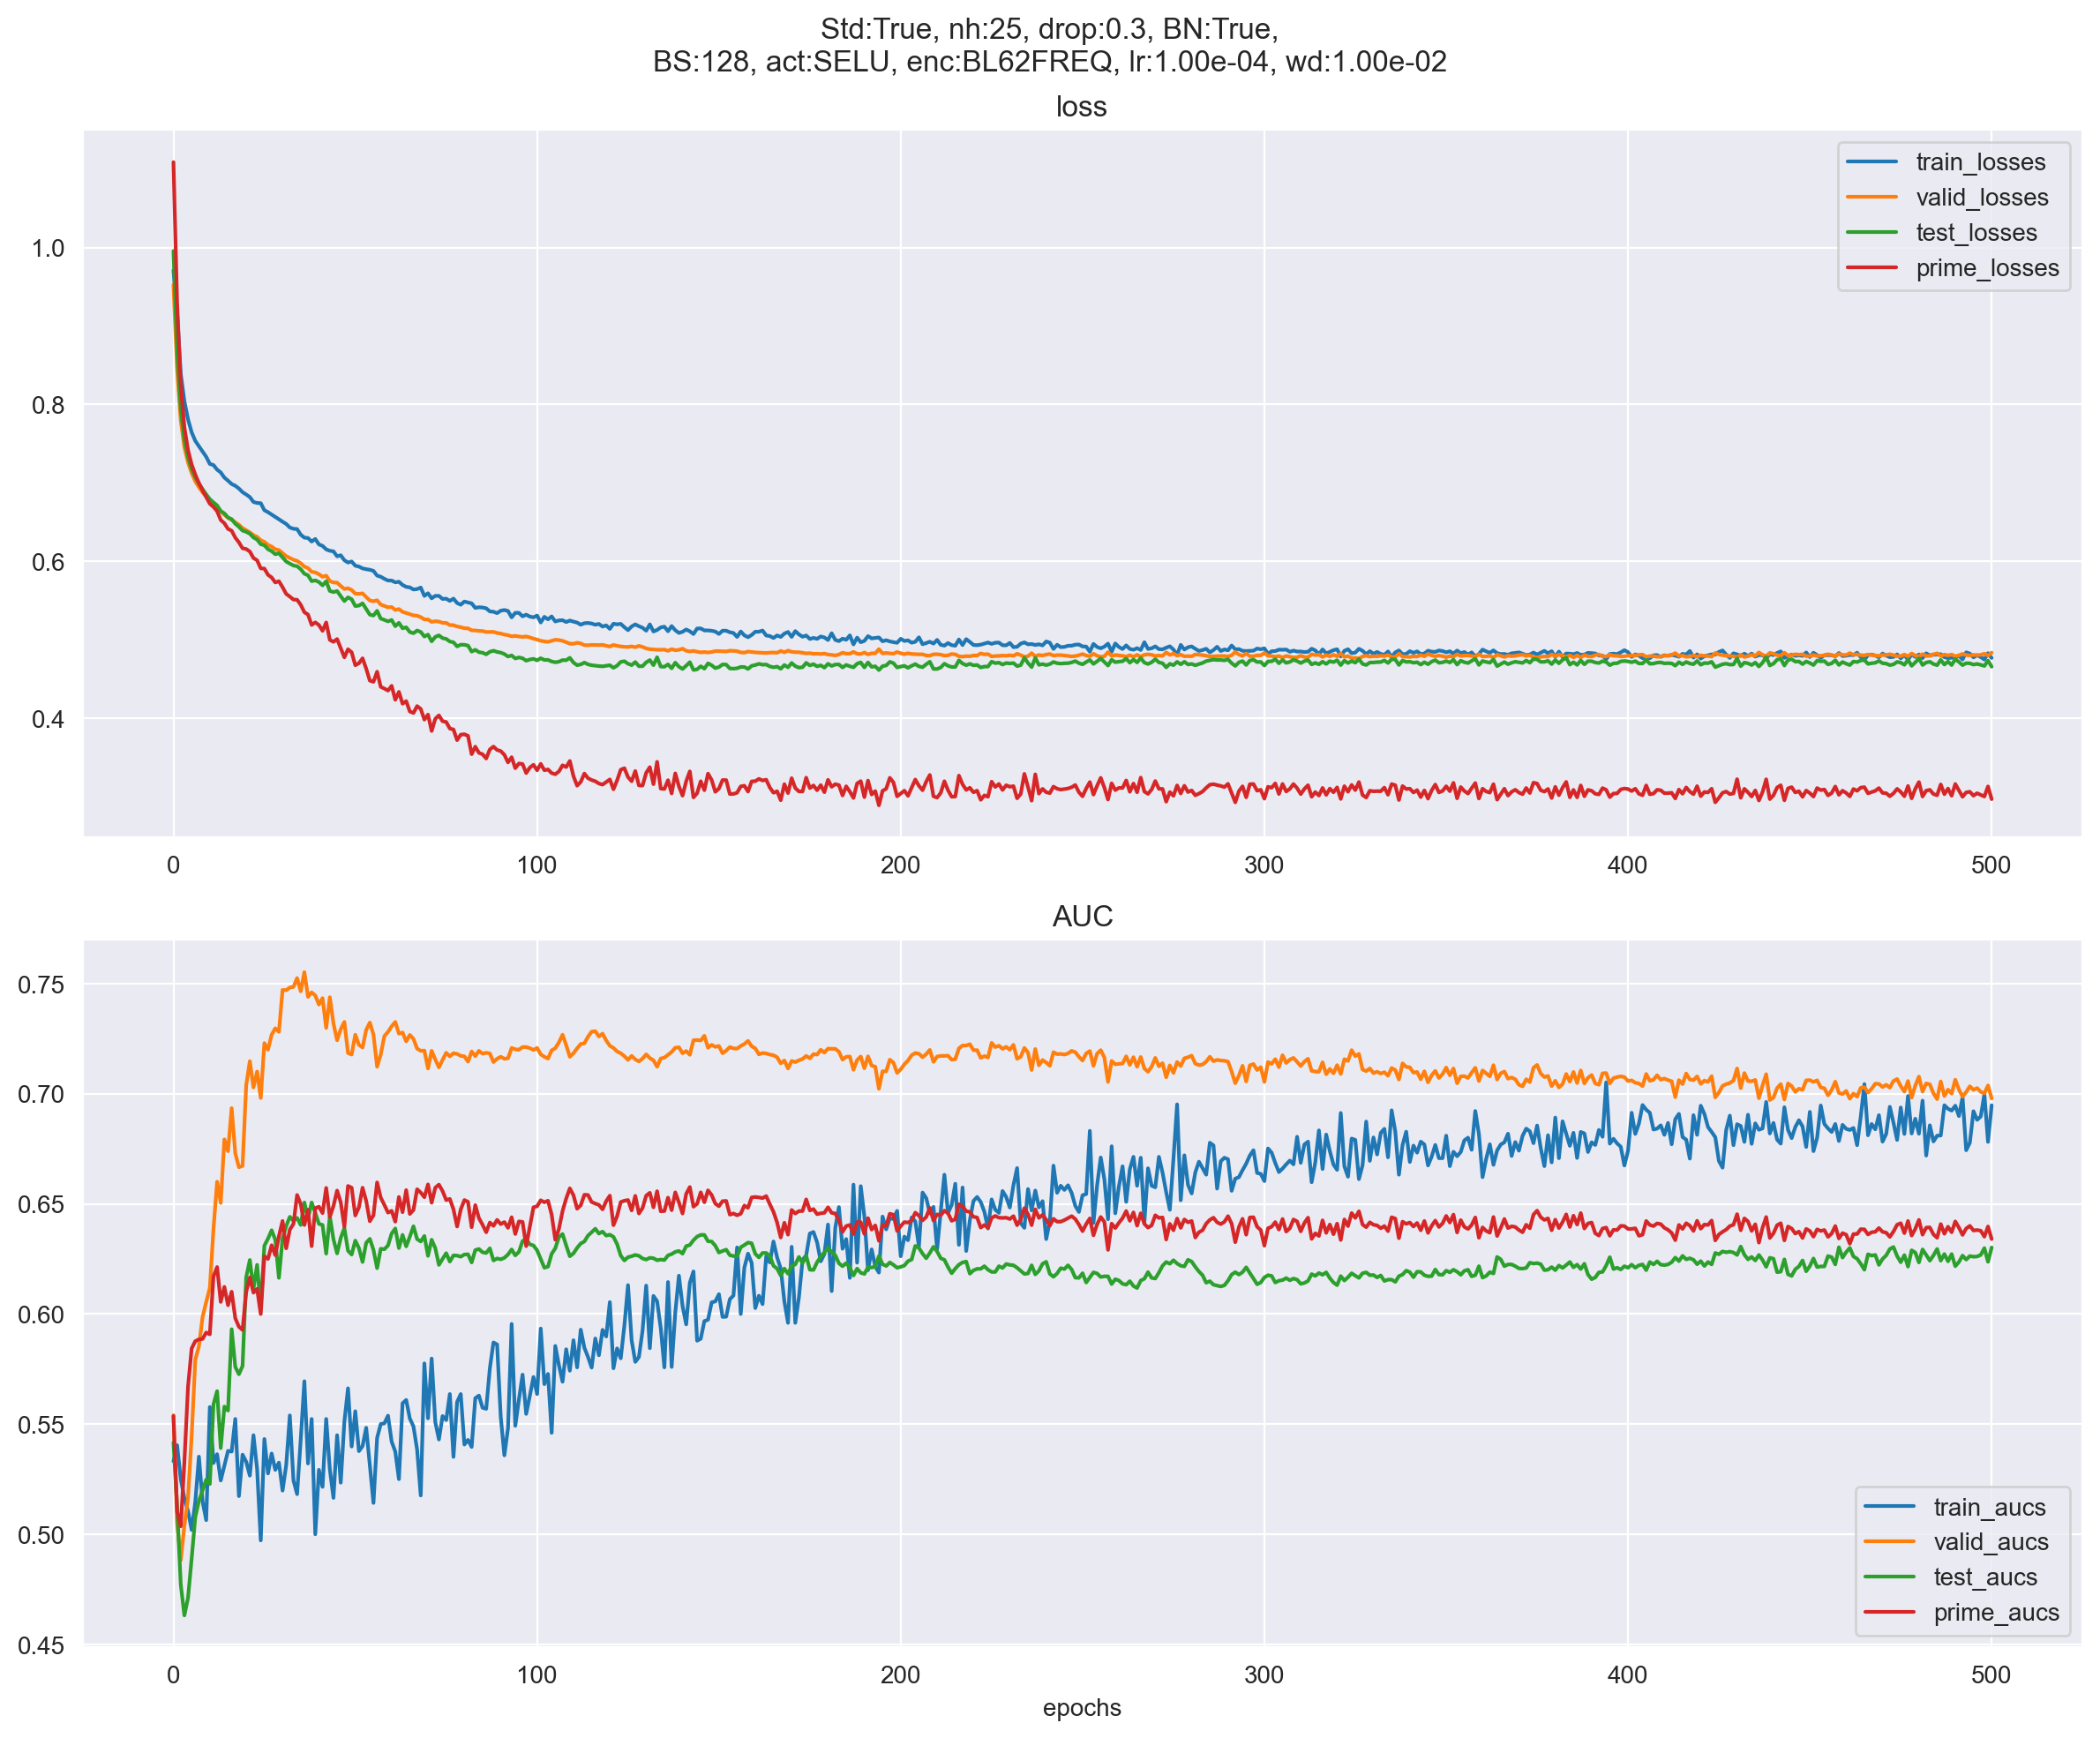 Std:True, nh:25, drop:0.3, BN:True,
BS:128, act:SELU, enc:BL62FREQ, lr:1.00e-04, wd:1.00e-02
loss
train_losses
valid_losses
test_losses
prime_losses
1.0
0.8
0.6
0.4
0 100 200 300 400 500
AUC
0.75
0.70
0.65
0.60
0.55
0.50
0.45
train_aucs
valid_aucs
test_aucs
prime_aucs
0 100 200 300 400 500
epochs